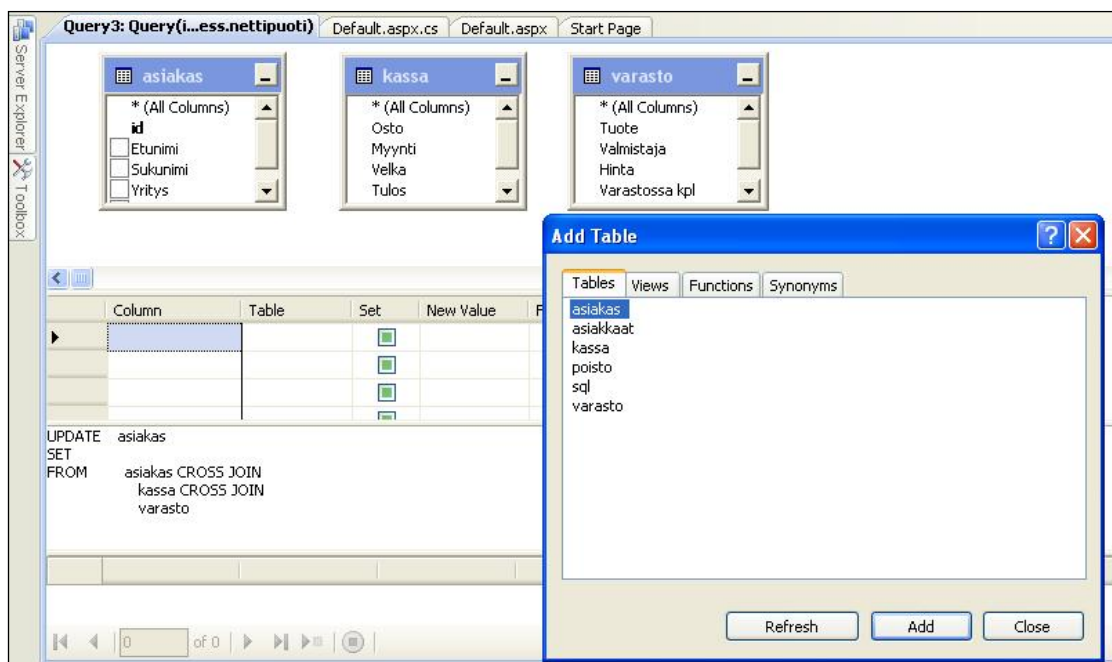 Query3: Query(i...ess.nettipuoti) Default.aspx.cs Default.aspx Start Page
Server Explorer
Toolbox
asiakas
* (All Columns)
id
Etunimi
Sukunimi
Yritys
kassa
* (All Columns)
Osto
Myynti
Velka
Tulos
varasto
* (All Columns)
Tuote
Valmistaja
Hinta
Varastossa kpl
Column Table Set New Value F
UPDATE asiakas
SET
FROM asiakas CROSS JOIN
kassa CROSS JOIN
varasto
0 of 0
Add Table
Tables Views Functions Synonyms
asiakas
asiakkaat
kassa
poisto
sql
varasto
Refresh Add Close